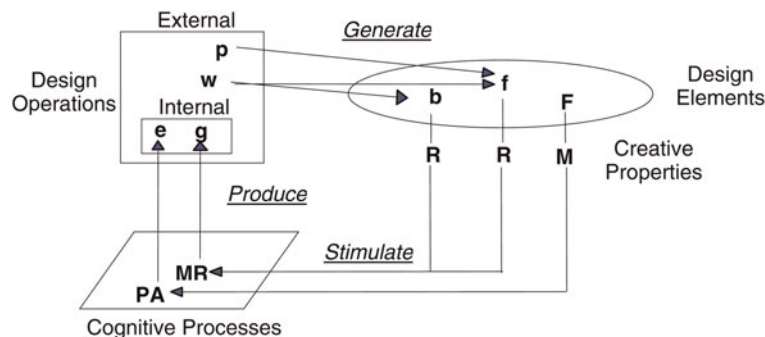 External
Generate
p
Design
Operations
w
b
f
F
Design
Elements
Internal
e g
R R M
Creative
Properties
Produce
Stimulate
MR
PA
Cognitive Processes